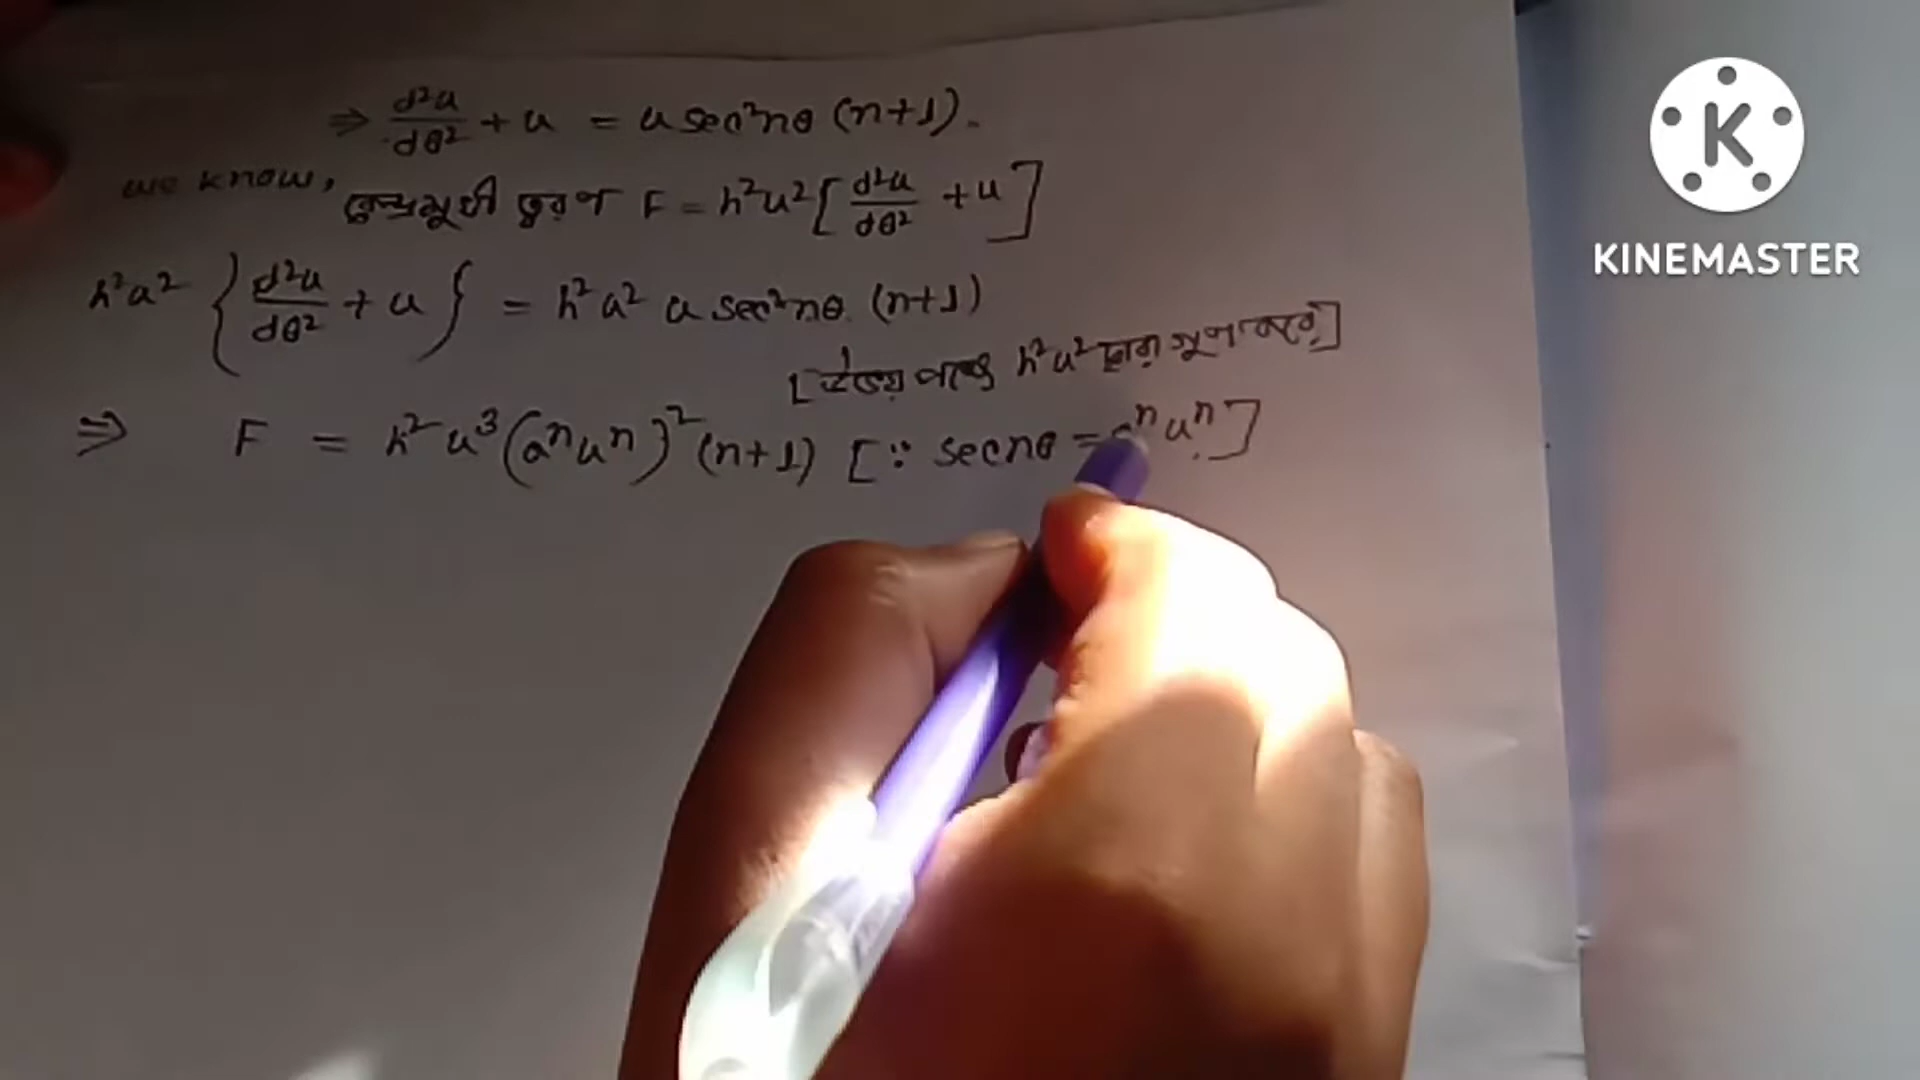 ⇒ d²u/dθ² + u = u sec²nθ (n+1).
we know,
কেন্দ্রমুখী ত্বরণ F = h²u² [d²u/dθ² + u]
h²u² {d²u/dθ² + u} = h²u² u sec²nθ (n+1)
[উভয় পক্ষে h²u² দ্বারা গুণ করে]
⇒ F = h²u³ (aⁿuⁿ)² (n+1) [∵ secnθ = aⁿuⁿ]
K
KINEMASTER